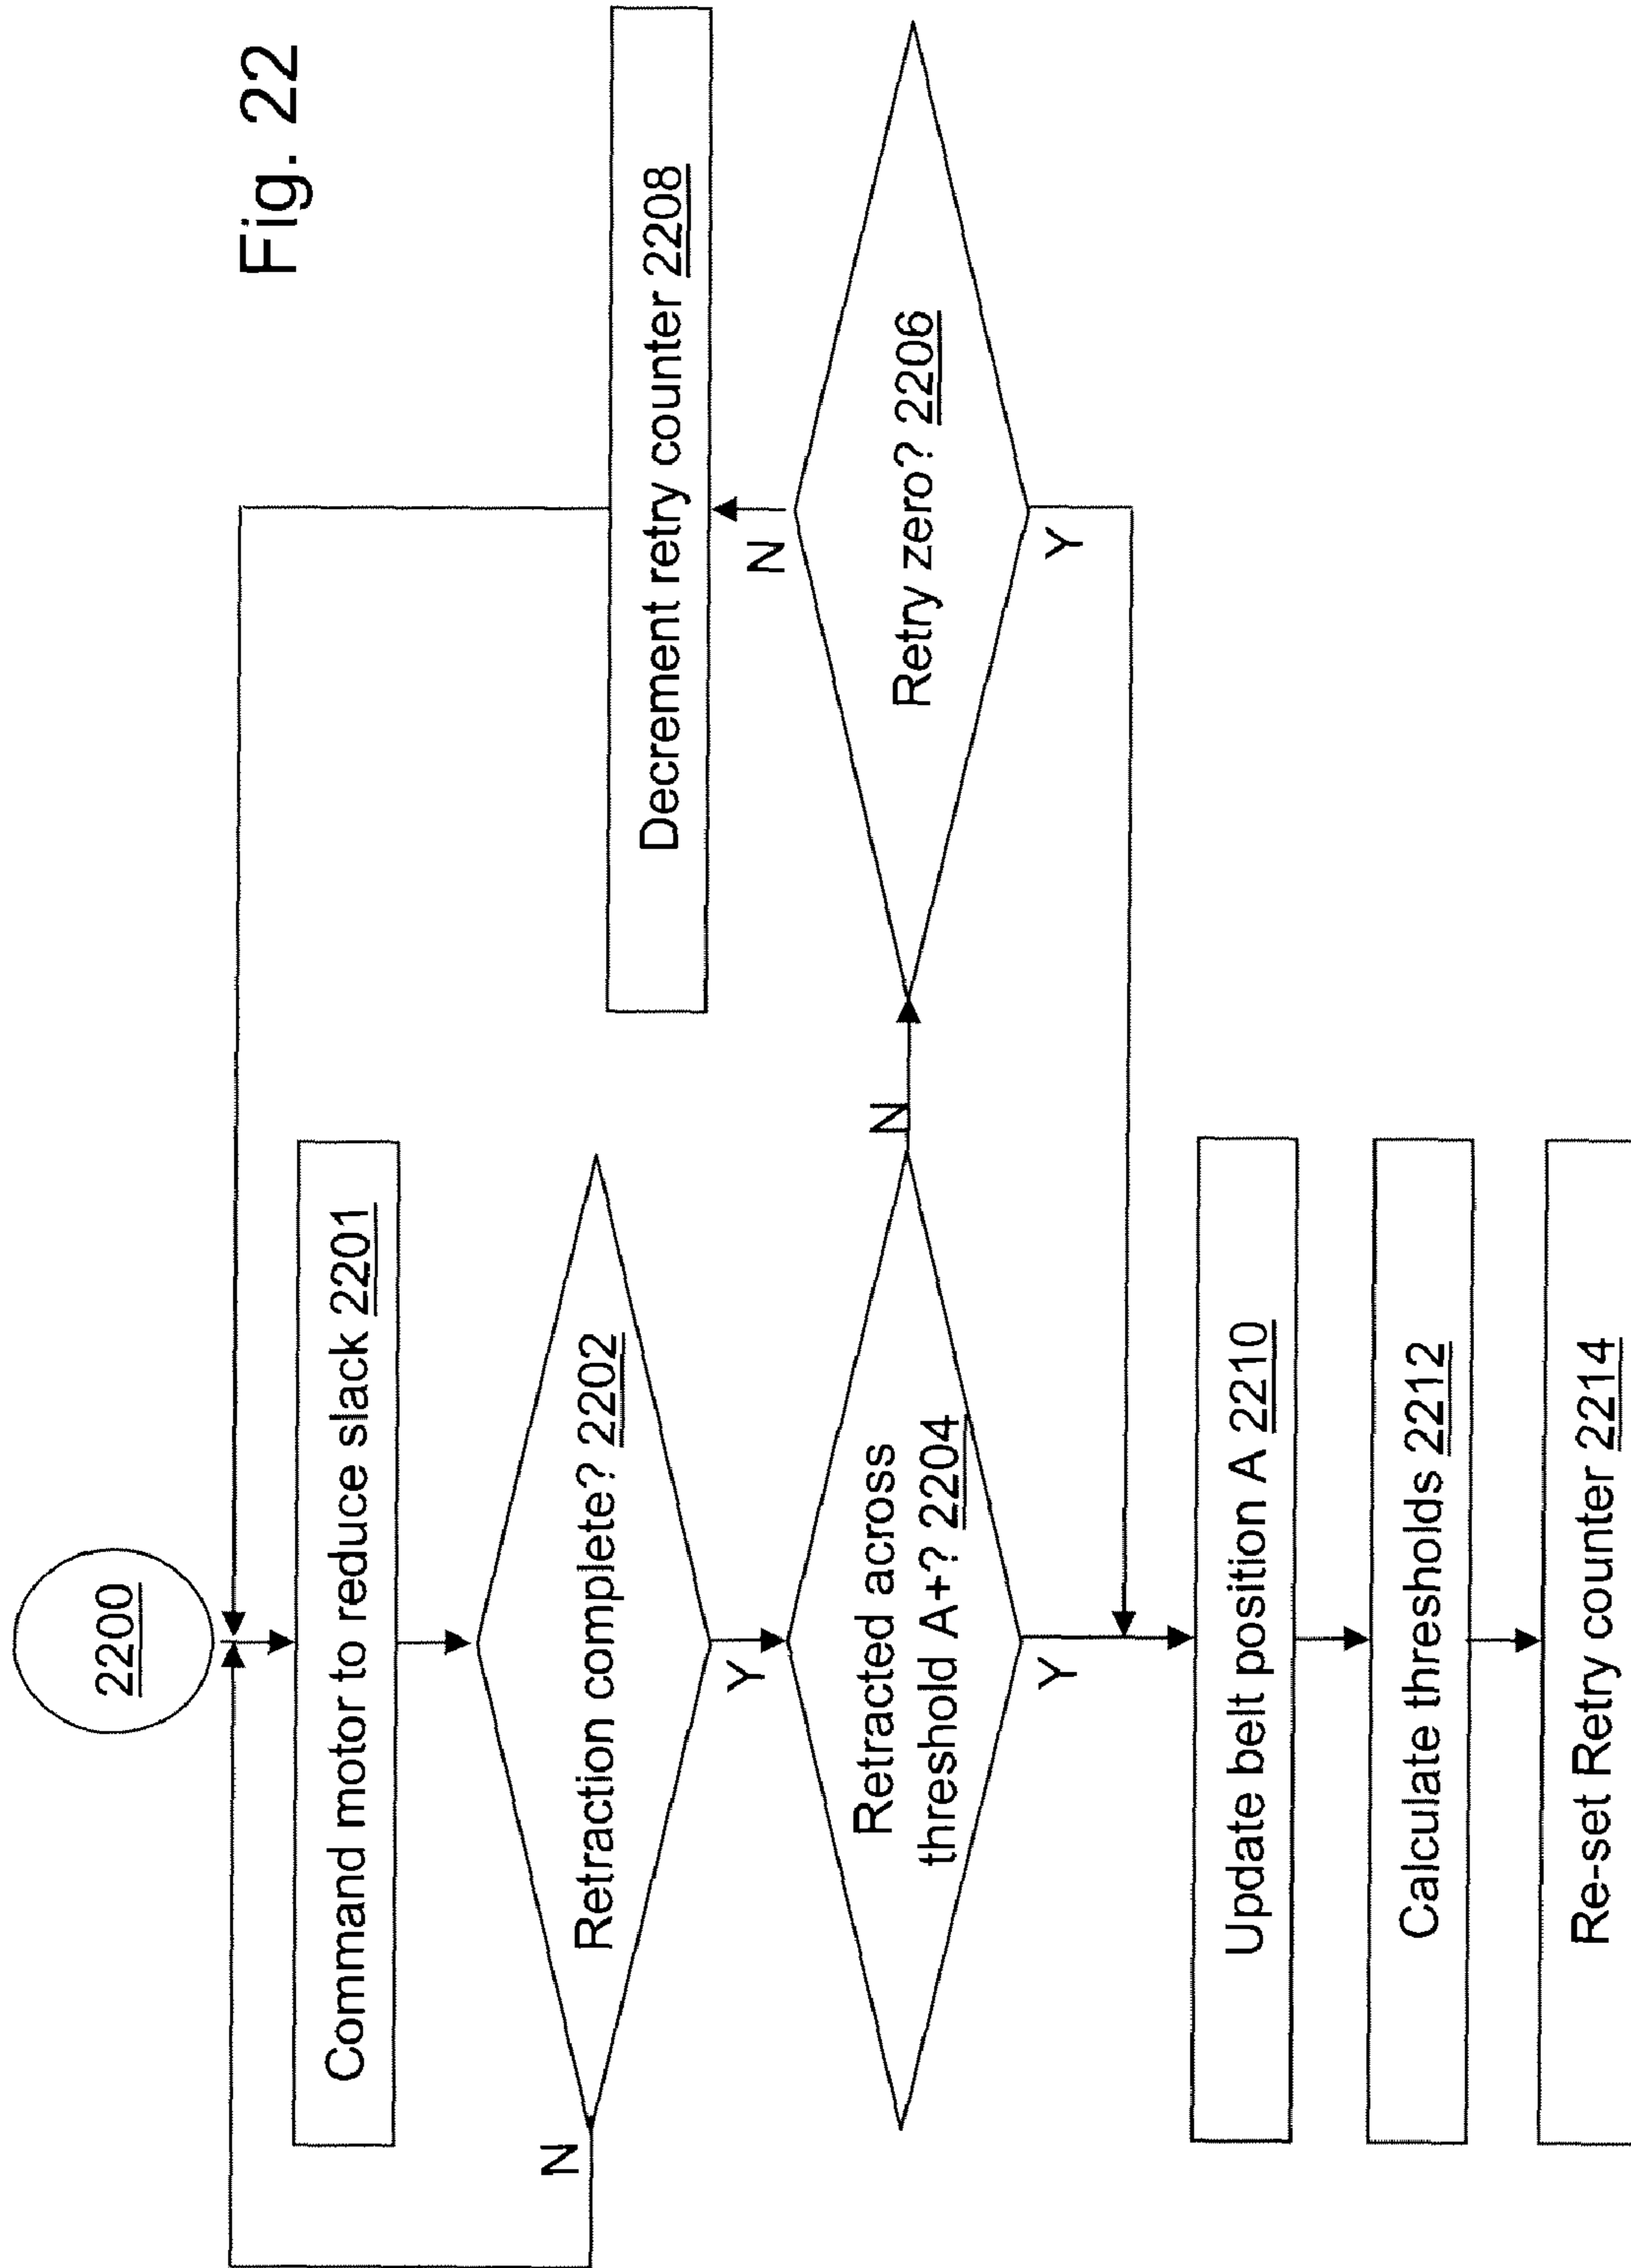 Fig. 22
2200
Command motor to reduce slack 2201
Retraction complete? 2202
N
Y
Retracted across
threshold A+? 2204
N
Y
Retry zero? 2206
N
Y
Decrement retry counter 2208
Update belt position A 2210
Calculate thresholds 2212
Re-set Retry counter 2214